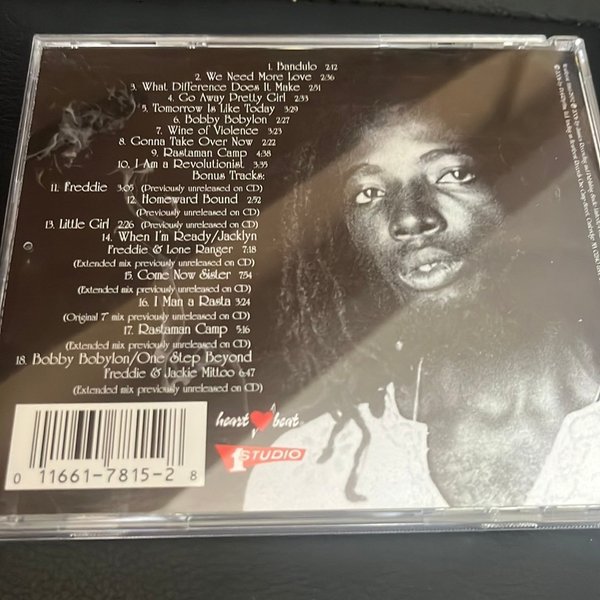 1. Bandulo 2:12
2. We Need More Love 2:36
3. What Difference Does It Make 2:51
4. Go Away Pretty Girl 2:33
5. Tomorrow Is Like Today 3:29
6. Bobby Bobylon 2:27
7. Wine of Violence 3:23
8. Gonna Take Over Now 2:22
9. Rastaman Camp 4:38
10. I Am a Revolutionist 3:35
Bonus Tracks:
11. Freddie 3:05 (Previously unreleased on CD)
12. Homeward Bound 2:52
(Previously unreleased on CD)
13. Little Girl 2:26 (Previously unreleased on CD)
14. When I'm Ready/Jacklyn
Freddie & Lone Ranger 7:18
(Extended mix previously unreleased on CD)
15. Come Now Sister 7:54
(Extended mix previously unreleased on CD)
16. I Man a Rasta 3:24
(Original 7" mix previously unreleased on CD)
17. Rastaman Camp 5:16
(Extended mix previously unreleased on CD)
18. Bobby Bobylon/One Step Beyond
Freddie & Jackie Mittoo 6:47
(Extended mix previously unreleased on CD)
0 11661-7815-2 8
heart beat
1 STUDIO